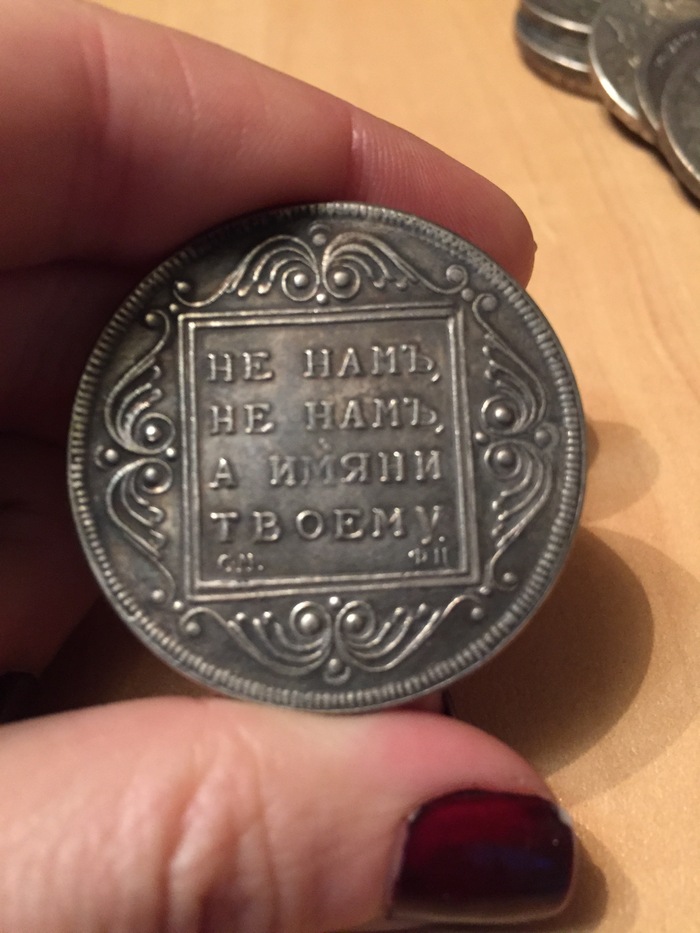 НЕ НАМЪ,
НЕ НАМЪ,
А ИМЯНИ
ТВОЕМУ.
С.М. Ф Ц